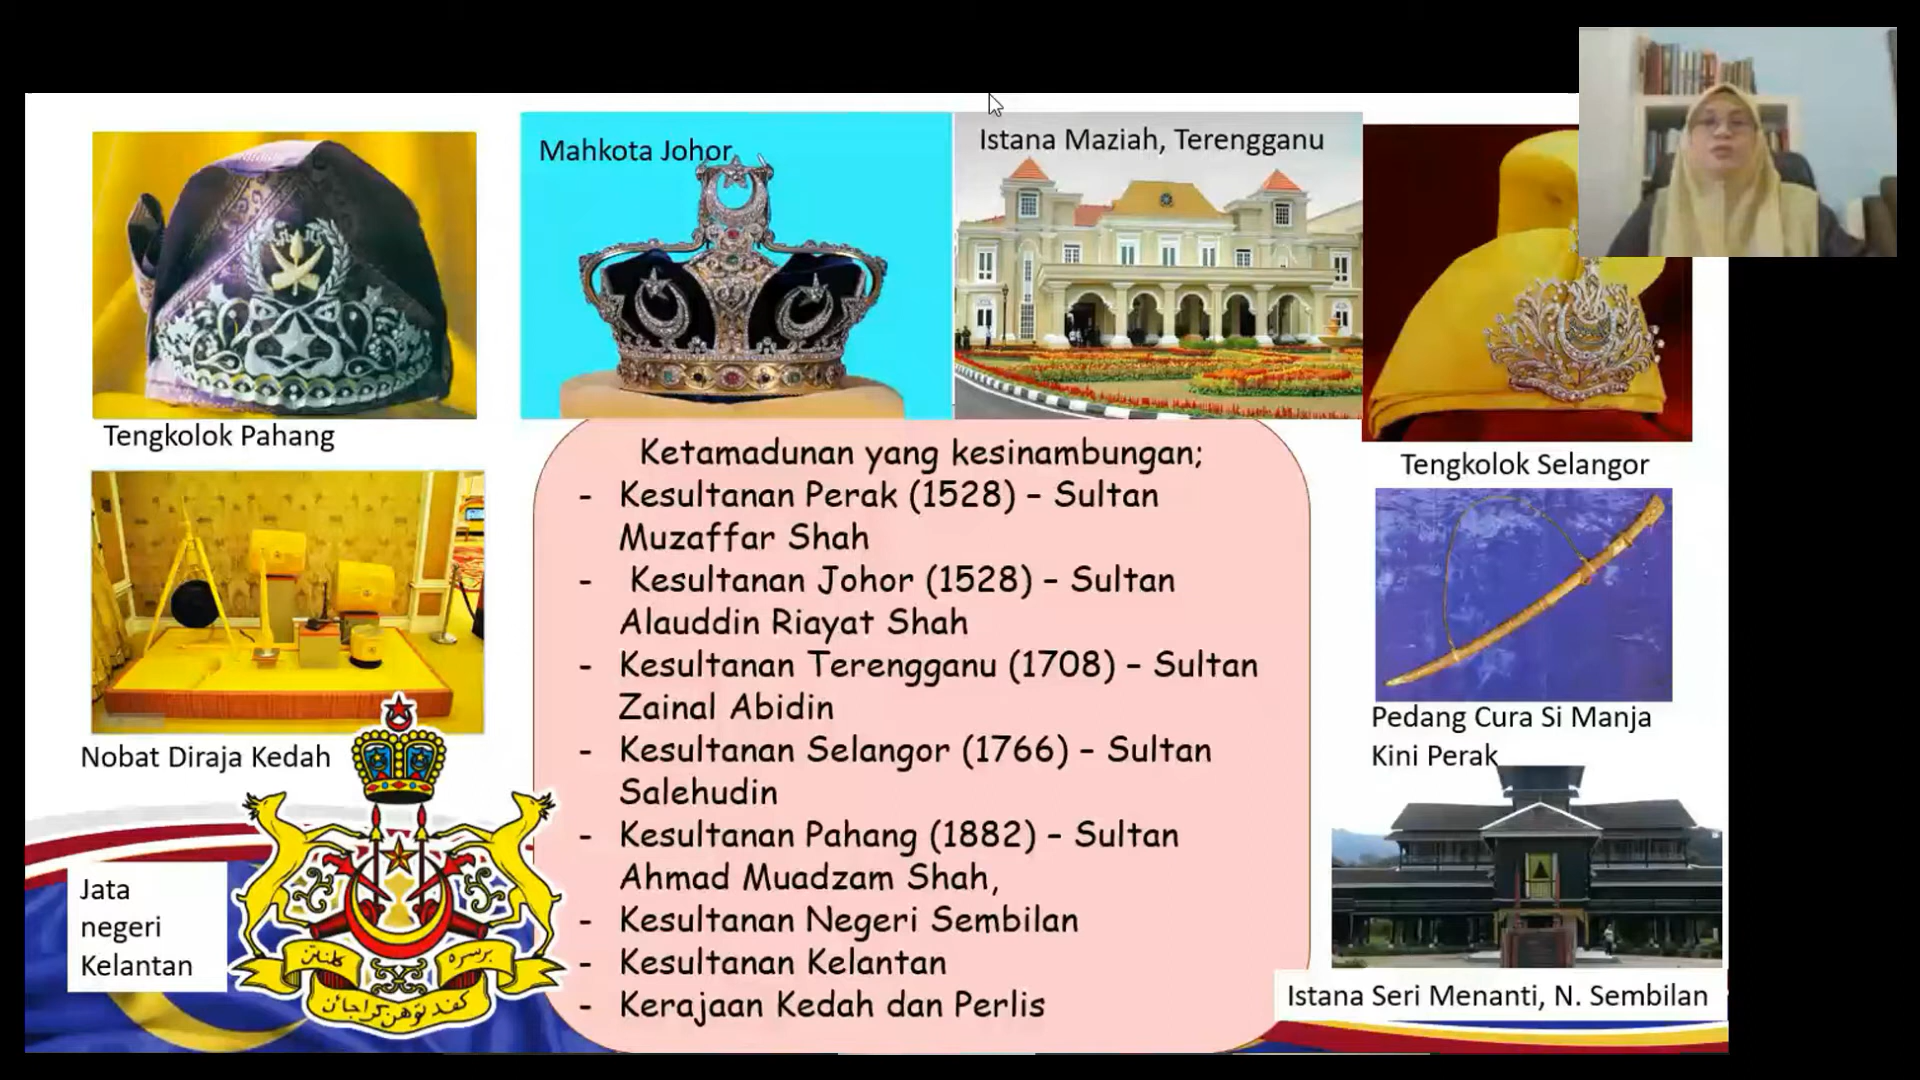 Mahkota Johor
Istana Maziah, Terengganu
Tengkolok Pahang
Tengkolok Selangor
Ketamadunan yang kesinambungan;
- Kesultanan Perak (1528) – Sultan
Muzaffar Shah
- Kesultanan Johor (1528) – Sultan
Alauddin Riayat Shah
- Kesultanan Terengganu (1708) – Sultan
Zainal Abidin
- Kesultanan Selangor (1766) – Sultan
Salehudin
- Kesultanan Pahang (1882) – Sultan
Ahmad Muadzam Shah,
- Kesultanan Negeri Sembilan
- Kesultanan Kelantan
- Kerajaan Kedah dan Perlis
Nobat Diraja Kedah
Jata
negeri
Kelantan
Pedang Cura Si Manja
Kini Perak
Istana Seri Menanti, N. Sembilan
برسره
كلنتن